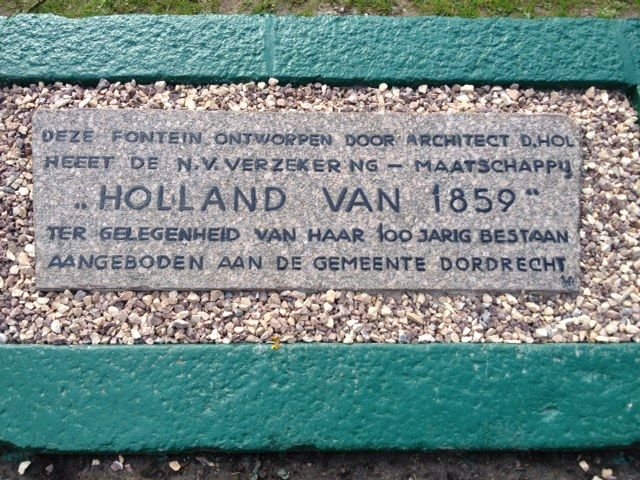 DEZE FONTEIN ONTWORPEN DOOR ARCHITECT D.HOL
HEEFT DE N.V. VERZEKER NG — MAATSCHAPPY
„HOLLAND VAN 1859"
TER GELEGENHEID VAN HAAR 100 JARIG BESTAAN
AANGEBODEN AAN DE GEMEENTE DORDRECHT